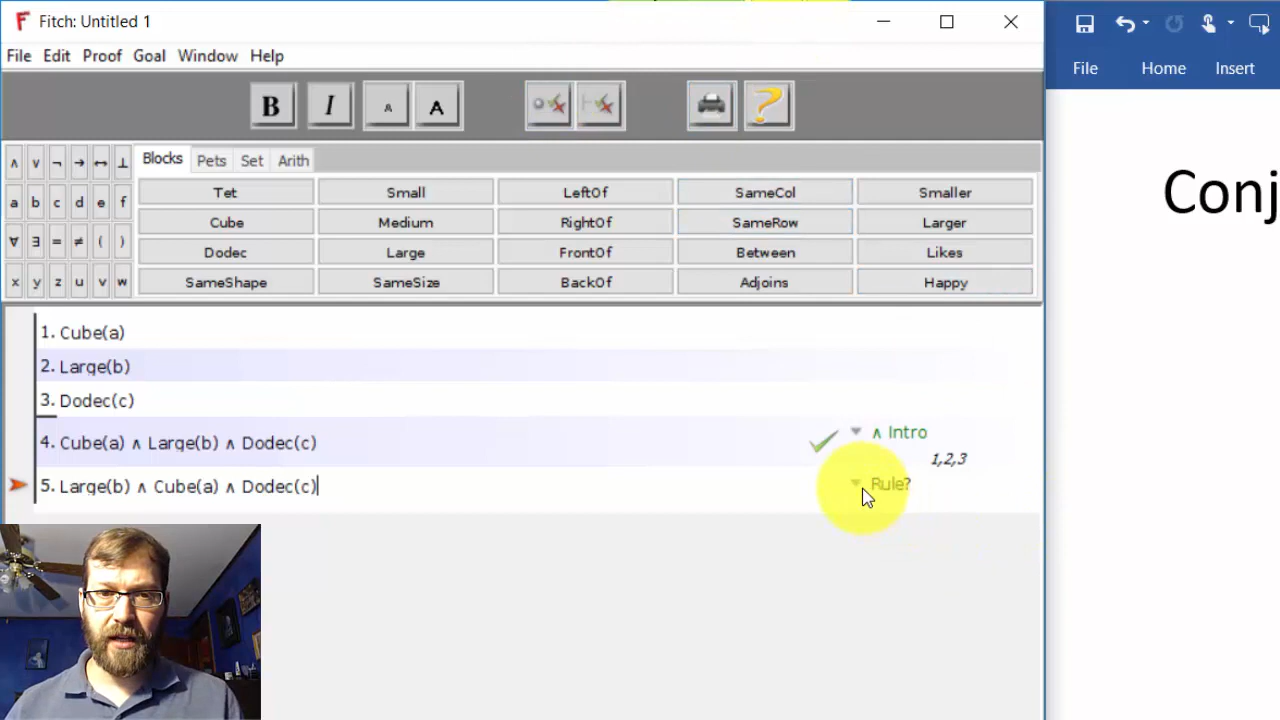 Fitch: Untitled 1
File Edit Proof Goal Window Help
B I A A
∧ ∨ ¬ → ↔ ⊥
a b c d e f
∀ ∃ = ≠ ( )
x y z u v w
Blocks Pets Set Arith
Tet Small LeftOf SameCol Smaller
Cube Medium RightOf SameRow Larger
Dodec Large FrontOf Between Likes
SameShape SameSize BackOf Adjoins Happy
1. Cube(a)
2. Large(b)
3. Dodec(c)
4. Cube(a) ∧ Large(b) ∧ Dodec(c)
∧ Intro
1,2,3
5. Large(b) ∧ Cube(a) ∧ Dodec(c)
Rule?
File Home Insert
Conj